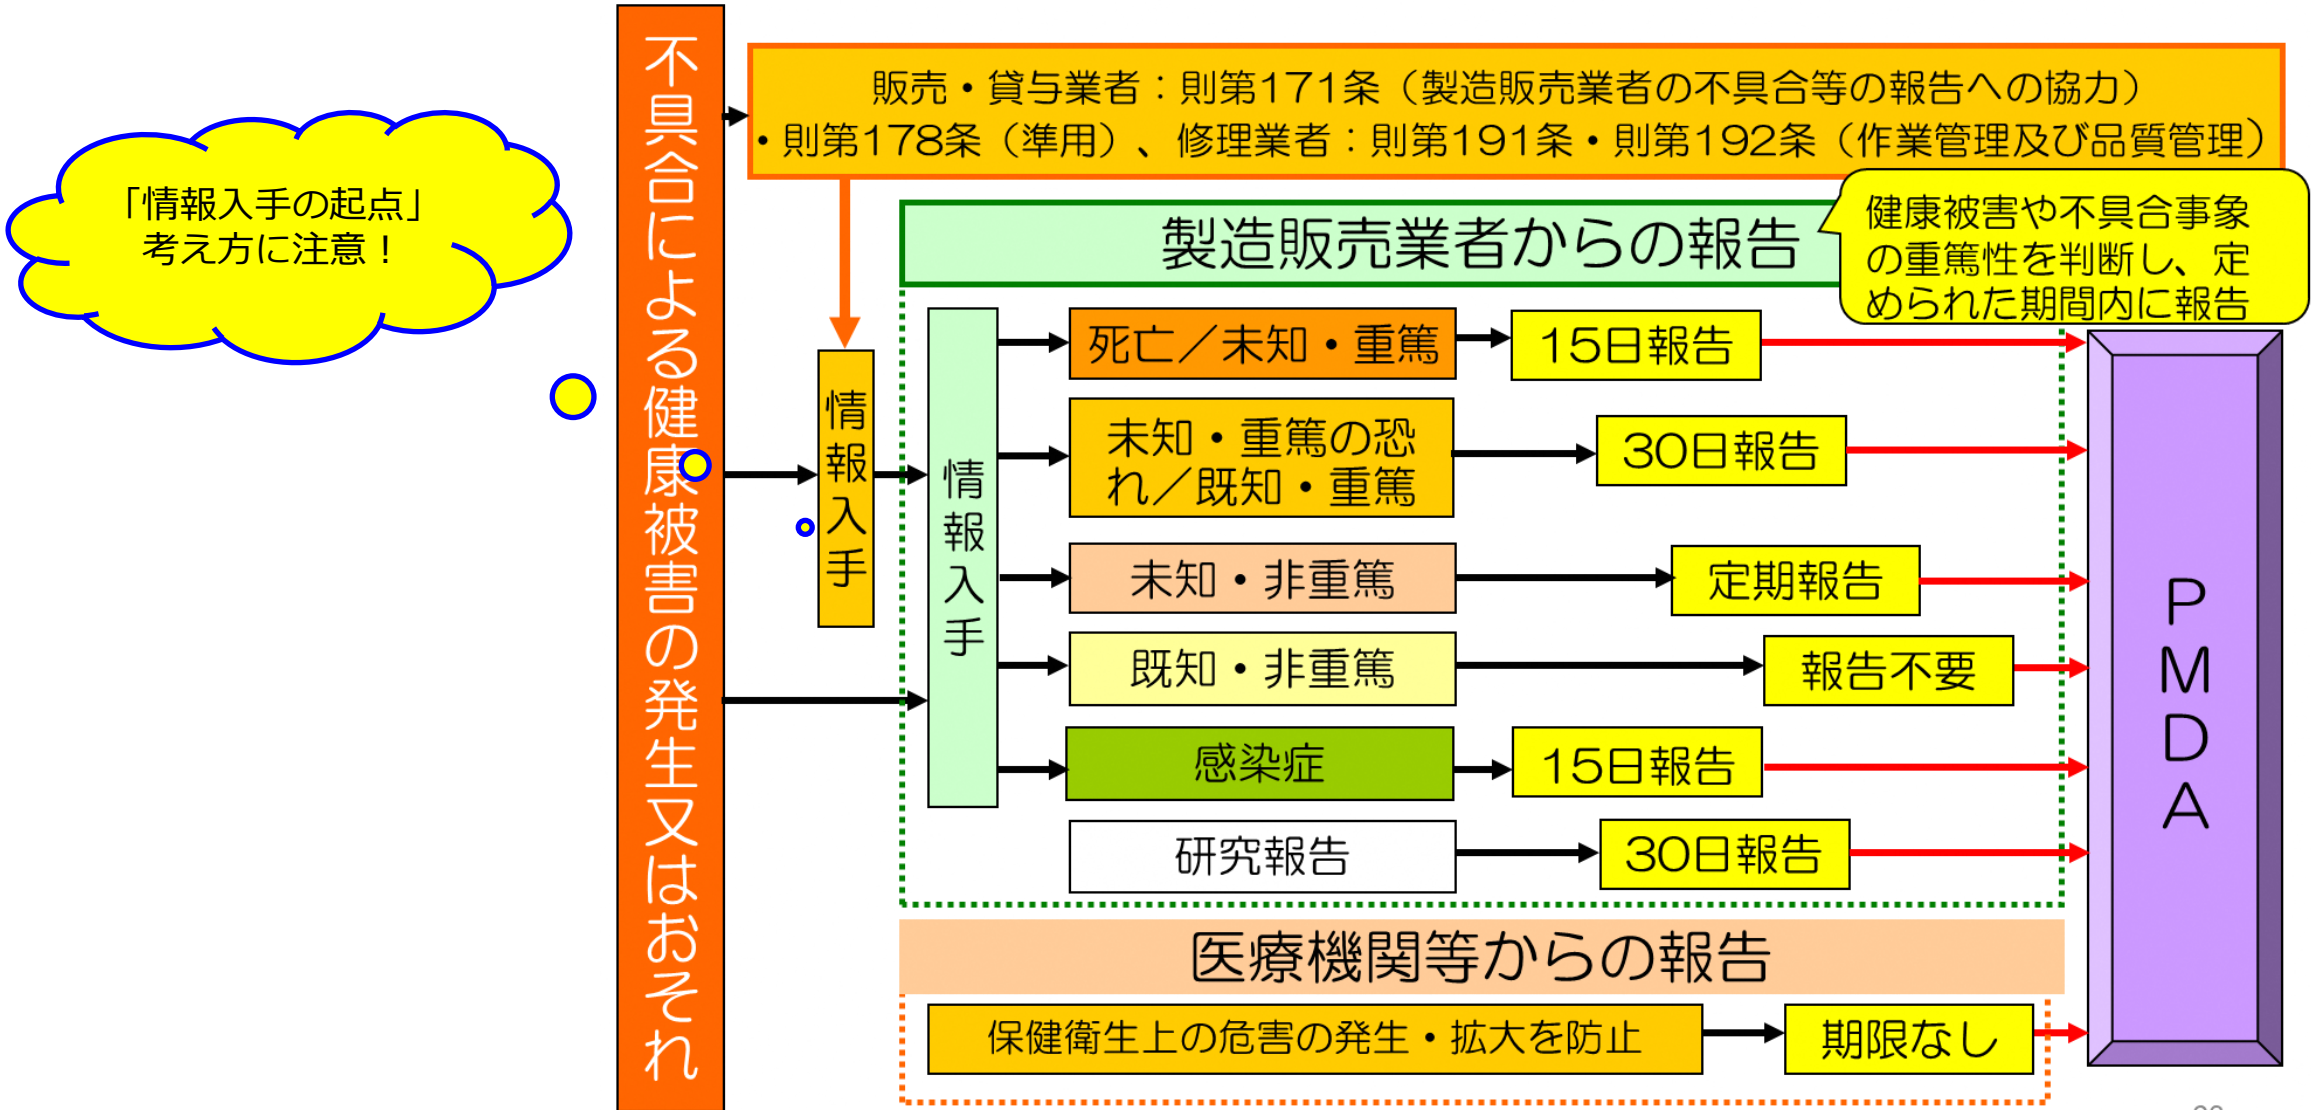 「情報入手の起点」
考え方に注意！
不具合による健康被害の発生又はおそれ
販売・貸与業者：則第171条（製造販売業者の不具合等の報告への協力）
・則第178条（準用）、修理業者：則第191条・則第192条（作業管理及び品質管理）
健康被害や不具合事象
の重篤性を判断し、定
められた期間内に報告
製造販売業者からの報告
情報入手
情報入手
死亡／未知・重篤
15日報告
未知・重篤の恐
れ／既知・重篤
30日報告
未知・非重篤
定期報告
既知・非重篤
報告不要
感染症
15日報告
研究報告
30日報告
PMDA
医療機関等からの報告
保健衛生上の危害の発生・拡大を防止
期限なし